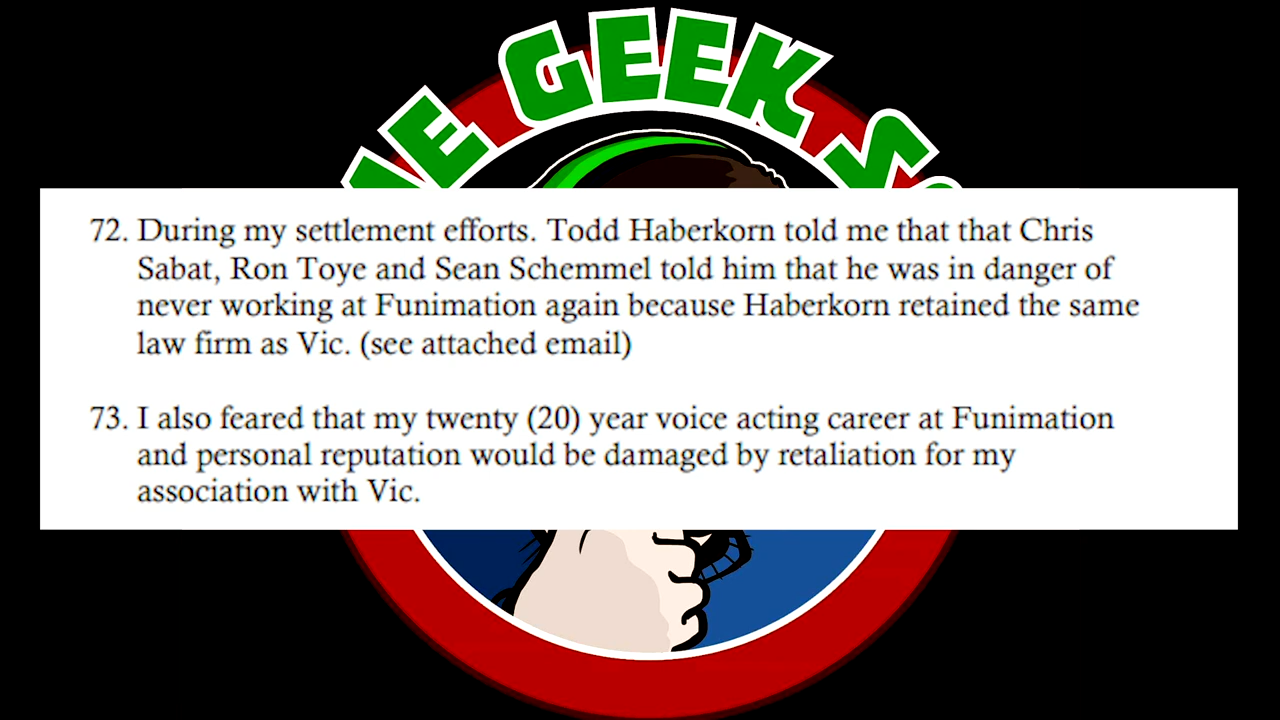 ME GEEK S
72. During my settlement efforts. Todd Haberkorn told me that that Chris
Sabat, Ron Toye and Sean Schemmel told him that he was in danger of
never working at Funimation again because Haberkorn retained the same
law firm as Vic. (see attached email)
73. I also feared that my twenty (20) year voice acting career at Funimation
and personal reputation would be damaged by retaliation for my
association with Vic.